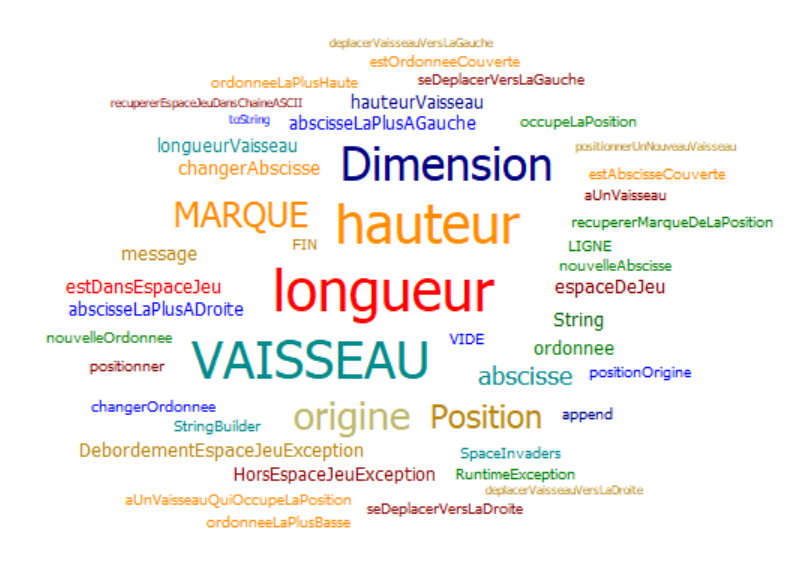 deplacerVaisseauVersLaGauche
estOrdonneeCouverte
ordonneeLaPlusHaute seDeplacerVersLaGauche
recupererEspaceJeuDansChaineASCII hauteurVaisseau
toString abscisseLaPlusAGauche occupeLaPosition
longueurVaisseau Dimension positionnerUnNouveauVaisseau
changerAbscisse estAbscisseCouverte
aUnVaisseau
MARQUE hauteur recupererMarqueDeLaPosition
FIN LIGNE
message nouvelleAbscisse
estDansEspaceJeu longueur espaceDeJeu
abscisseLaPlusADroite String
nouvelleOrdonnee VIDE ordonnee
positionner VAISSEAU abscisse positionOrigine
changerOrdonnee origine Position append
StringBuilder
DebordementEspaceJeuException SpaceInvaders
HorsEspaceJeuException RuntimeException
deplacerVaisseauVersLaDroite
aUnVaisseauQuiOccupeLaPosition seDeplacerVersLaDroite
ordonneeLaPlusBasse